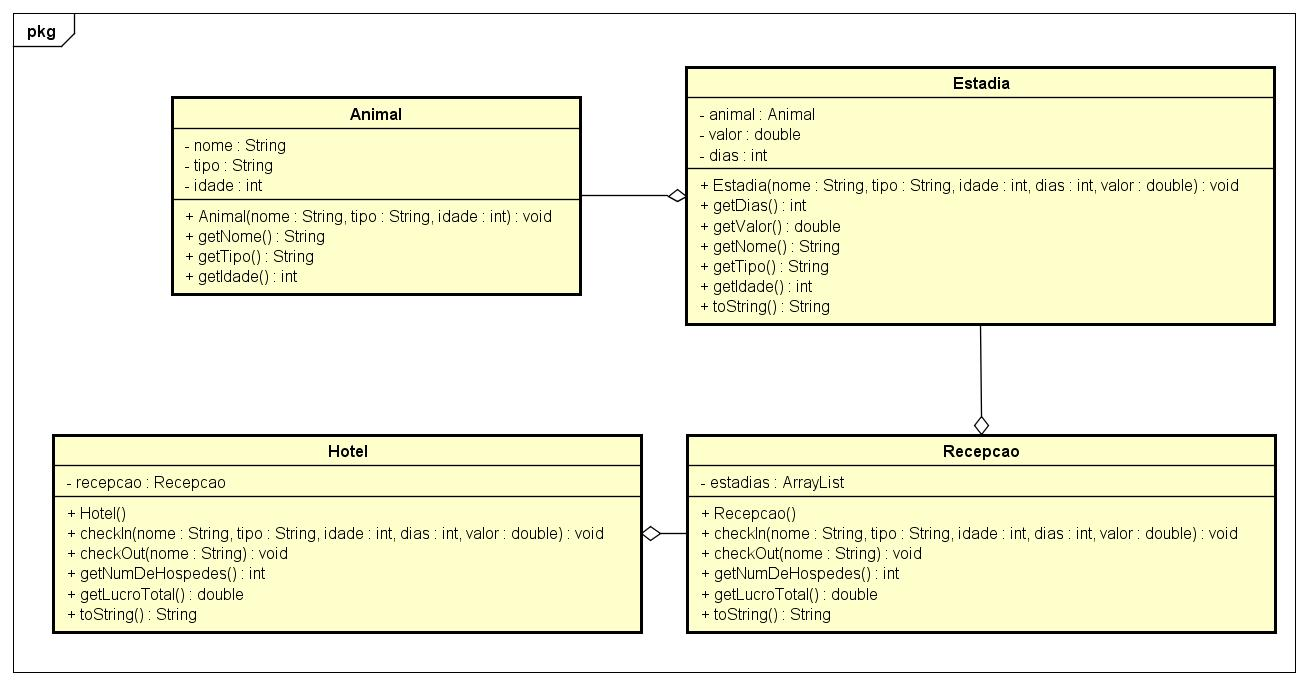 pkg
Animal
- nome : String
- tipo : String
- idade : int
+ Animal(nome : String, tipo : String, idade : int) : void
+ getNome() : String
+ getTipo() : String
+ getIdade() : int
Estadia
- animal : Animal
- valor : double
- dias : int
+ Estadia(nome : String, tipo : String, idade : int, dias : int, valor : double) : void
+ getDias() : int
+ getValor() : double
+ getNome() : String
+ getTipo() : String
+ getIdade() : int
+ toString() : String
Hotel
- recepcao : Recepcao
+ Hotel()
+ checkIn(nome : String, tipo : String, idade : int, dias : int, valor : double) : void
+ checkOut(nome : String) : void
+ getNumDeHospedes() : int
+ getLucroTotal() : double
+ toString() : String
Recepcao
- estadias : ArrayList
+ Recepcao()
+ checkIn(nome : String, tipo : String, idade : int, dias : int, valor : double) : void
+ checkOut(nome : String) : void
+ getNumDeHospedes() : int
+ getLucroTotal() : double
+ toString() : String